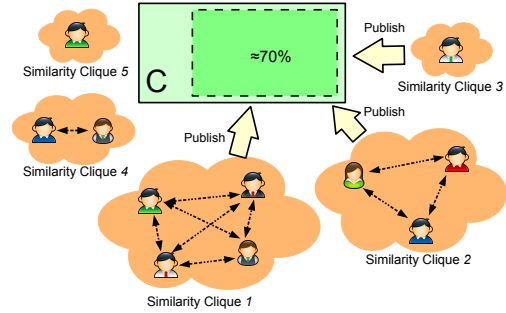 Publish
≈70%
C
Similarity Clique 5
Similarity Clique 3
Publish
Publish
Similarity Clique 4
Similarity Clique 2
Similarity Clique 1